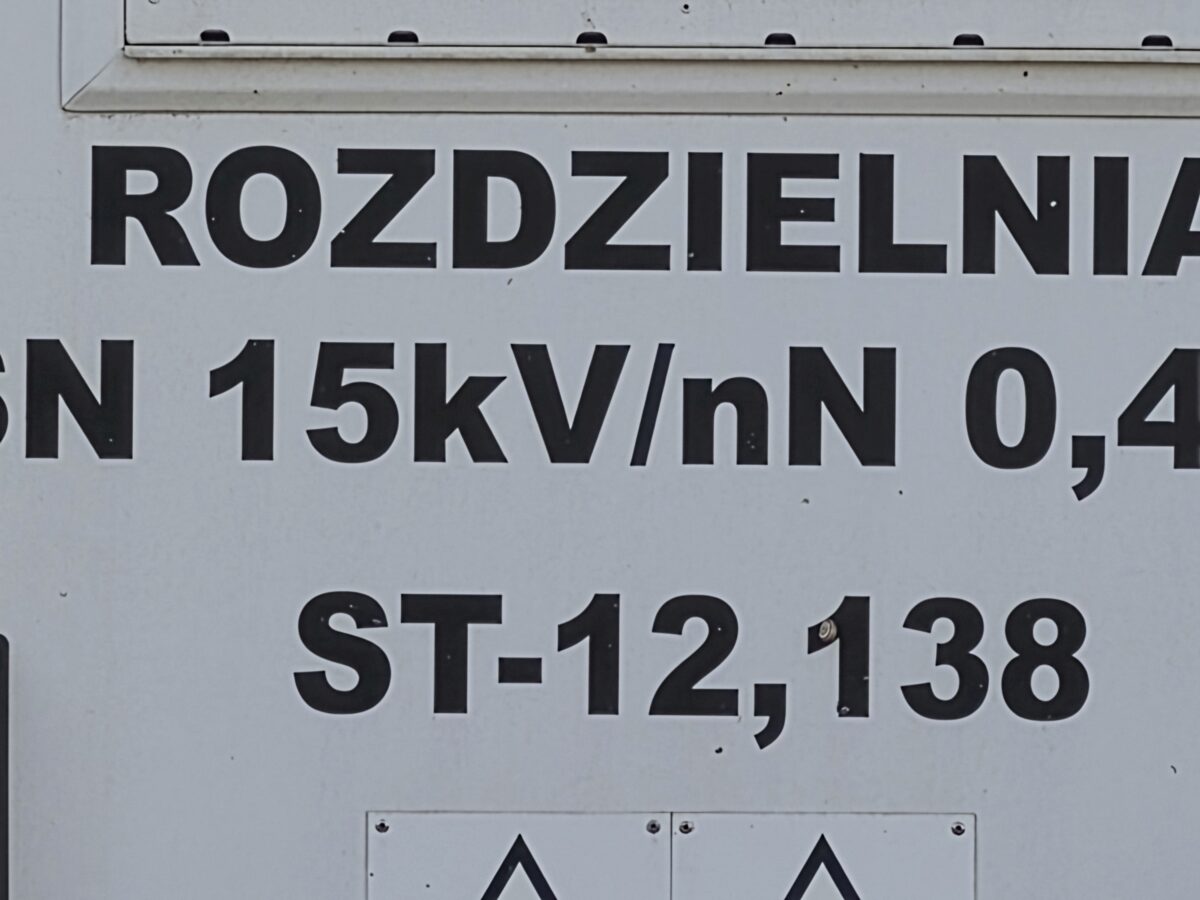 ROZDZIELNIA
SN 15kV/nN 0,4
ST-12,138